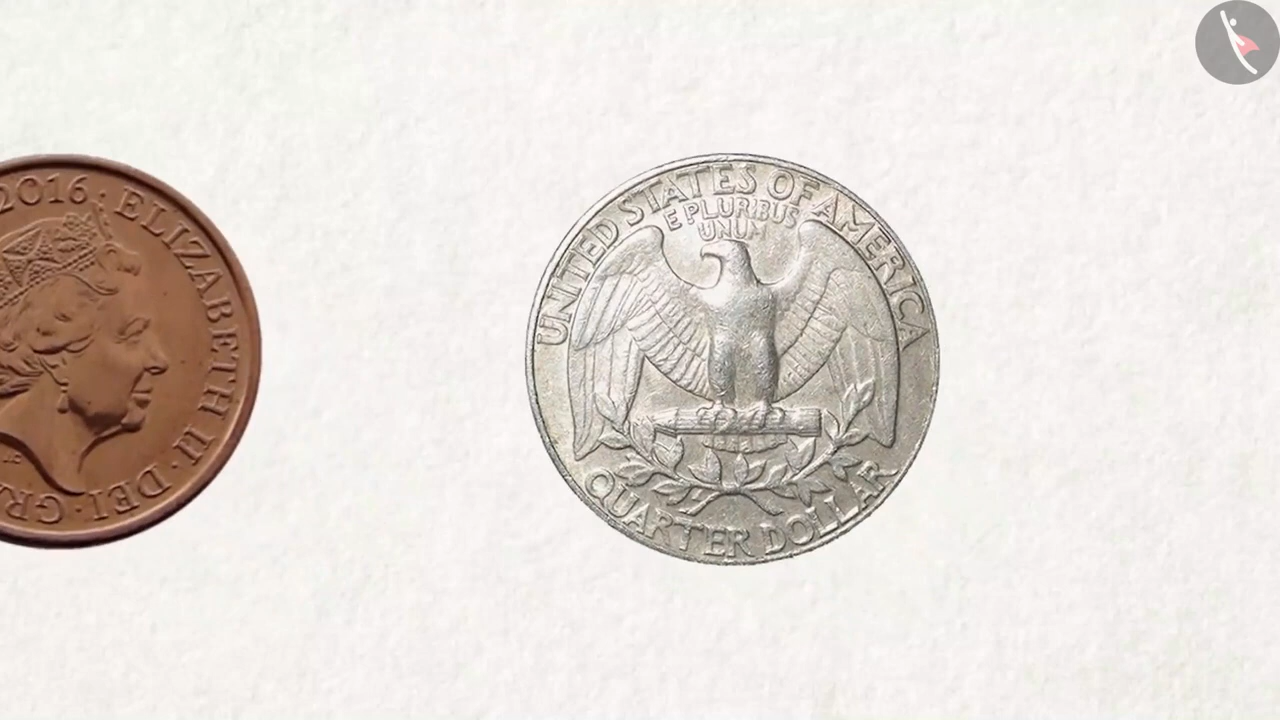 2016 · ELIZABETH II · DEI · GRA
UNITED STATES OF AMERICA
E PLURIBUS
UNUM
QUARTER DOLLAR